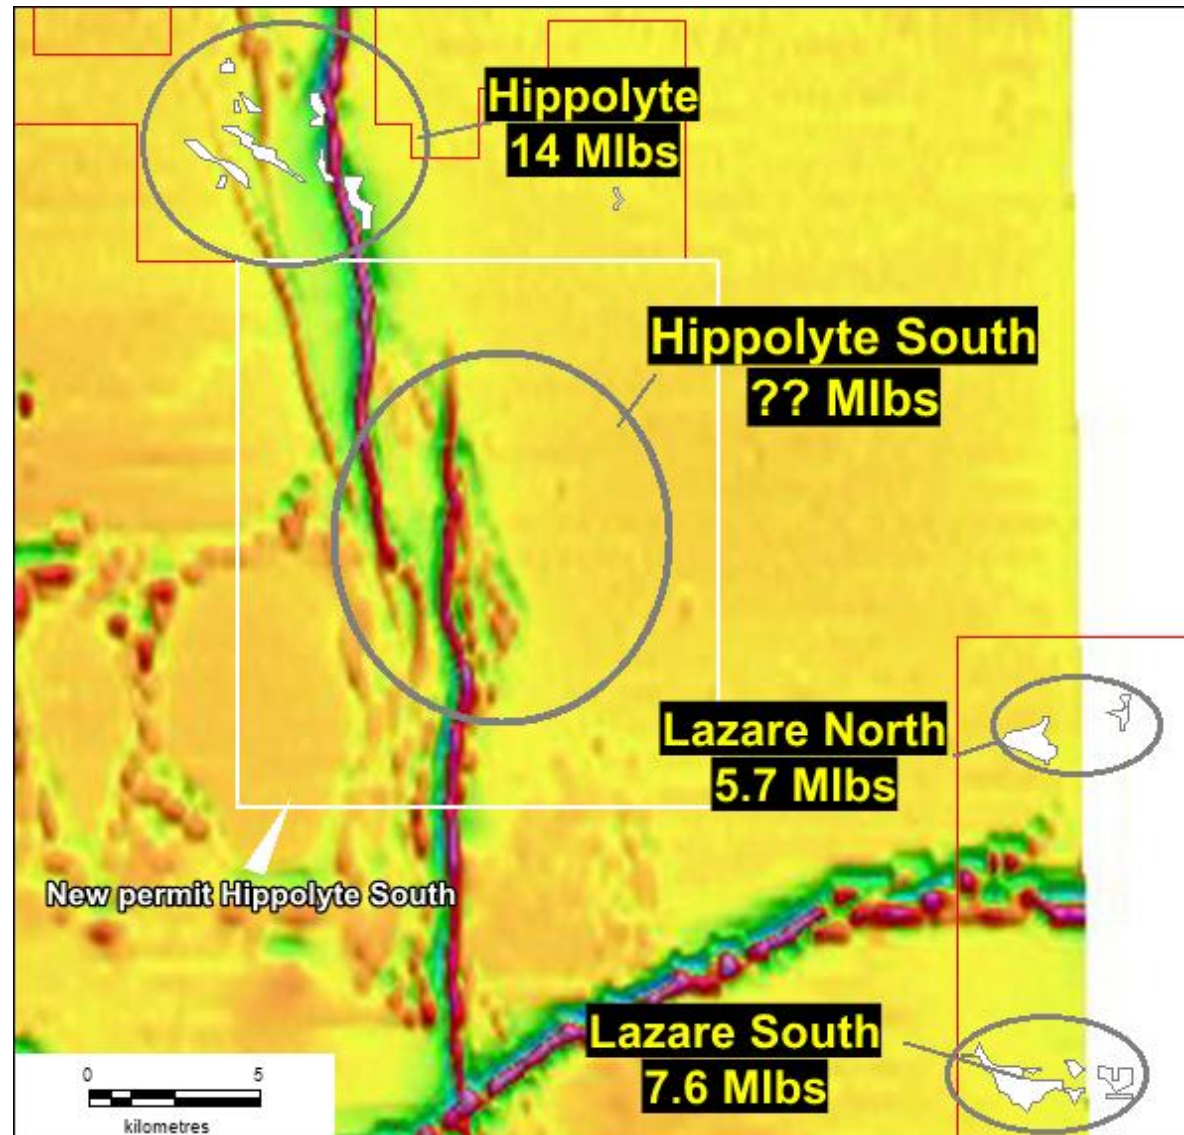 Hippolyte
14 Mlbs
Hippolyte South
?? Mlbs
Lazare North
5.7 Mlbs
New permit Hippolyte South
Lazare South
7.6 Mlbs
0 5
kilometres